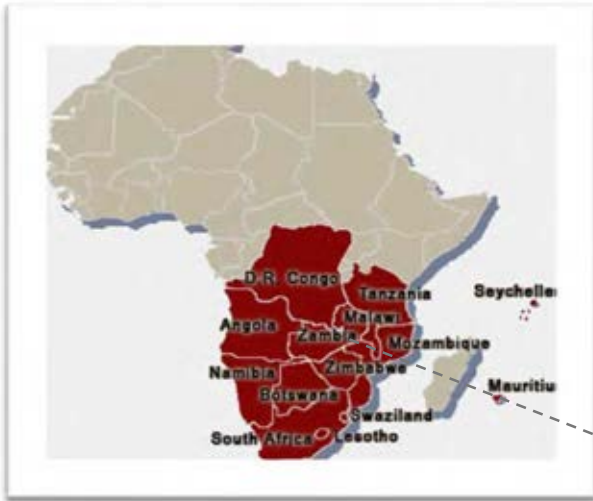 D.R. Congo
Tanzania
Seychelle
Malawi
Angola
Zambia
Mozambique
Zimbabwe
Namibia
Mauritiu
Botswana
Swaziland
South Africa
Lesotho